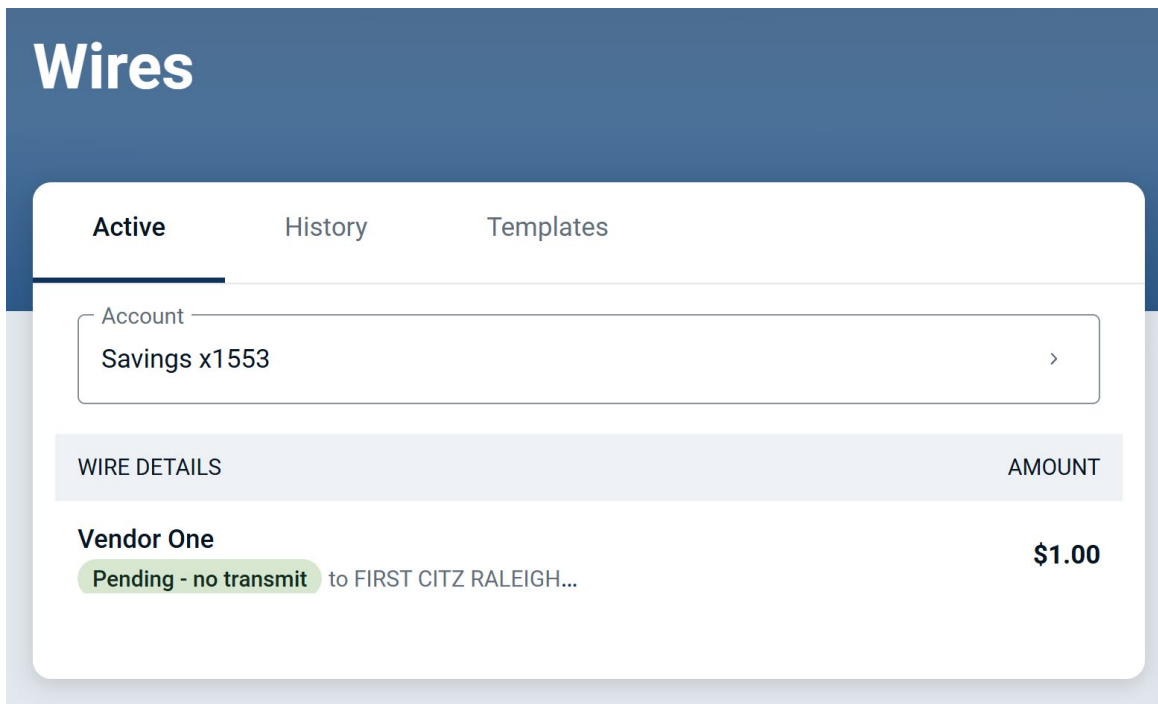 Wires
Active History Templates
Account
Savings x1553
WIRE DETAILS AMOUNT
Vendor One
$1.00
Pending - no transmit to FIRST CITZ RALEIGH...